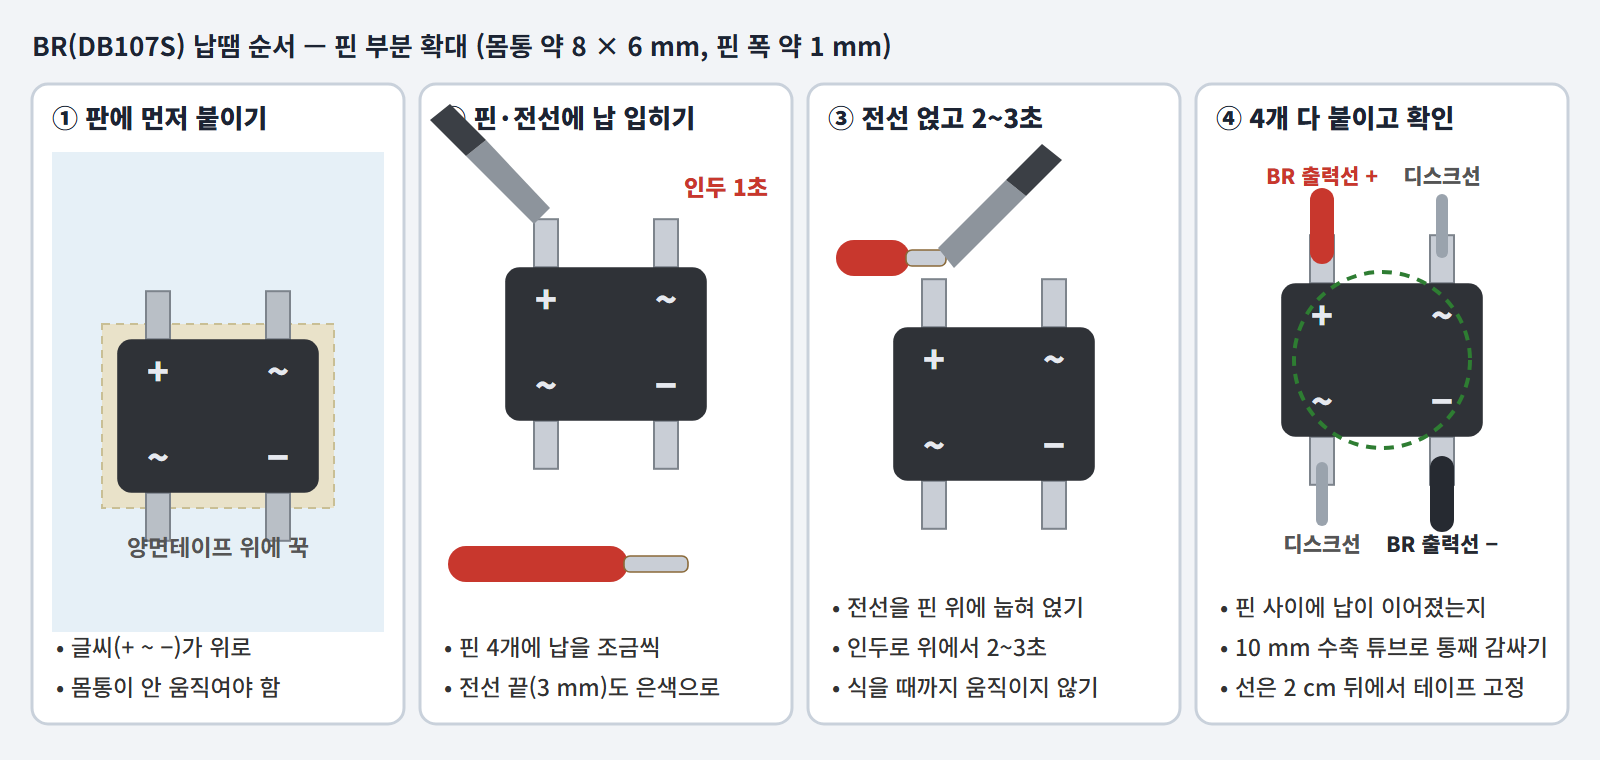 BR(DB107S) 납땜 순서 — 핀 부분 확대 (몸통 약 8 × 6 mm, 핀 폭 약 1 mm)
① 판에 먼저 붙이기
+ ~
~ −
양면테이프 위에 꾹
• 글씨(+ ~ −)가 위로
• 몸통이 안 움직여야 함
핀·전선에 납 입히기
인두 1초
+ ~
~ −
• 핀 4개에 납을 조금씩
• 전선 끝(3 mm)도 은색으로
③ 전선 얹고 2~3초
+ ~
~ −
• 전선을 핀 위에 눕혀 얹기
• 인두로 위에서 2~3초
• 식을 때까지 움직이지 않기
④ 4개 다 붙이고 확인
BR 출력선 + 디스크선
+ ~
~ −
디스크선 BR 출력선 −
• 핀 사이에 납이 이어졌는지
• 10 mm 수축 튜브로 통째 감싸기
• 선은 2 cm 뒤에서 테이프 고정